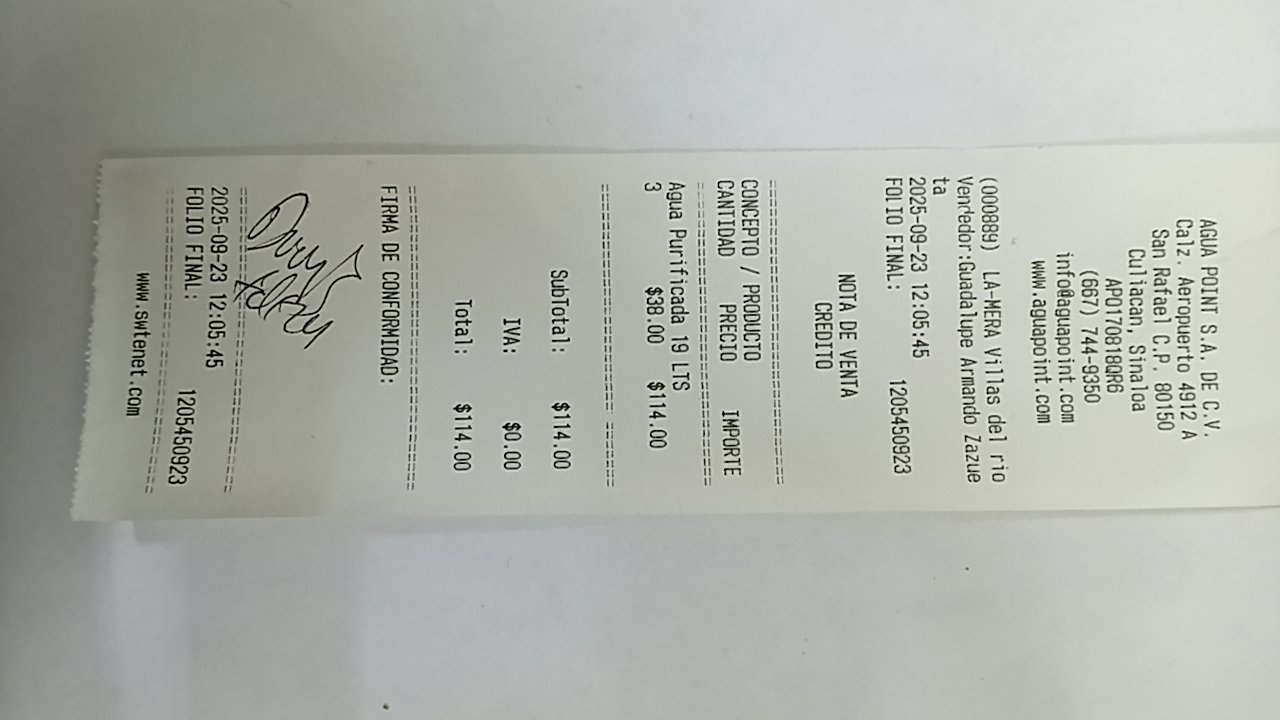 AGUA POINT S.A. DE C.V.
Calz. Aeropuerto 4912 A
San Rafael C.P. 80150
Culiacan, Sinaloa
APO170818QR6
(667) 744-9350
info@aguapoint.com
www.aguapoint.com
(000889) LA-MERA Villas del rio
Vendedor:Guadalupe Armando Zazue
ta
2025-09-23 12:05:45
FOLIO FINAL: 1205450923
NOTA DE VENTA
CREDITO
CONCEPTO / PRODUCTO
CANTIDAD PRECIO IMPORTE
Agua Purificada 19 LTS
3 $38.00 $114.00
SubTotal: $114.00
IVA: $0.00
Total: $114.00
FIRMA DE CONFORMIDAD:
2025-09-23 12:05:45
FOLIO FINAL: 1205450923
www.swtenet.com